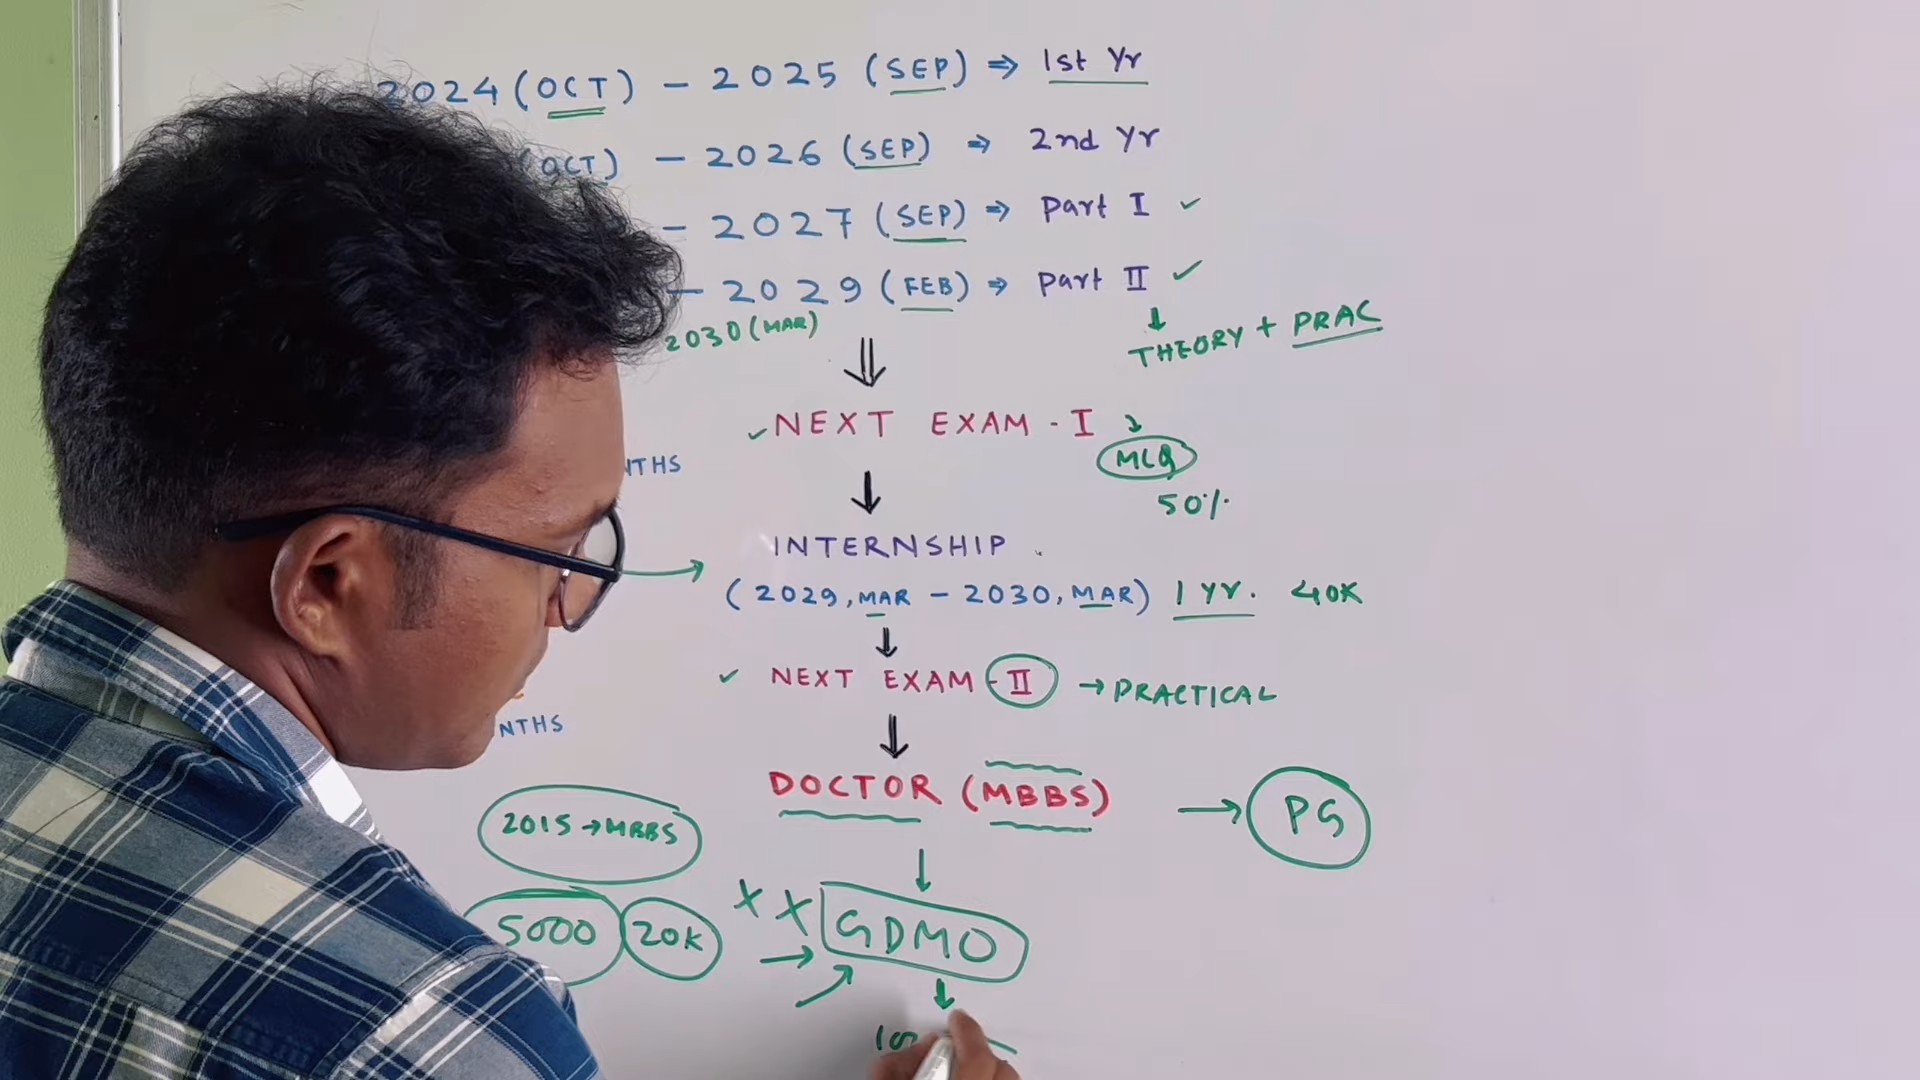 2024 (OCT) - 2025 (SEP) ⇒ 1st Yr
(OCT) - 2026 (SEP) ⇒ 2nd Yr
- 2027 (SEP) ⇒ Part I ✓
- 2029 (FEB) ⇒ Part II ✓
2030 (MAR)
↓
THEORY + PRAC
⇓
✓ NEXT EXAM - I ↓
MCQ
50%
↓
INTERNSHIP
→ (2029, MAR - 2030, MAR) 1 Yr. 40K
↓
✓ NEXT EXAM - II → PRACTICAL
↓
DOCTOR (MBBS) → PG
2015 → MBBS
↓
5000 20K X X GDMO